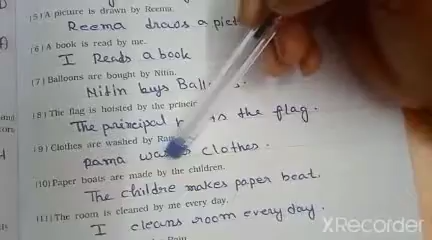 (5) A picture is drawn by Reema.
Reema draws a pict
(6) A book is read by me.
I Reads a book
(7) Balloons are bought by Nitin.
Nitin buys Ball
(8) The flag is hoisted by the princip
The principal the flag.
(9) Clothes are washed by Ra
Rama clothes.
(10) Paper boats are made by the children.
The childre makes paper boat.
(11) The room is cleaned by me every day.
I cleans room every day.
XRecorder